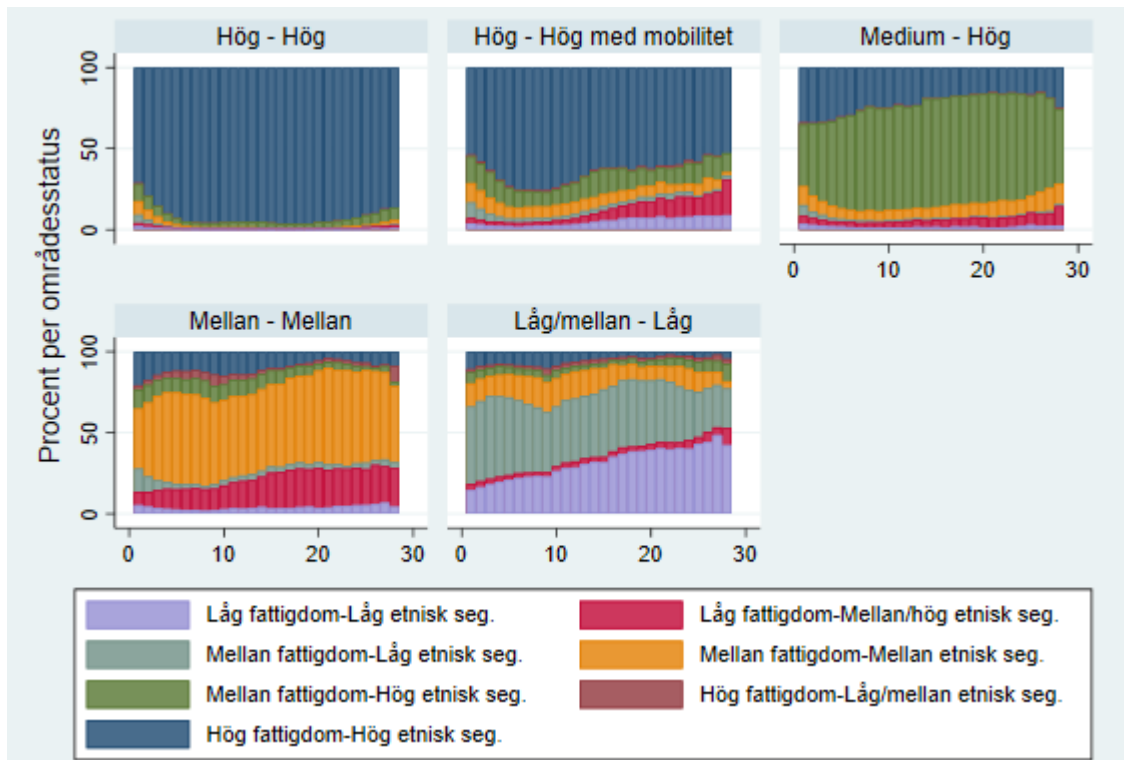 Hög - Hög
Hög - Hög med mobilitet
Medium - Hög
100
50
0
0 10 20 30
Procent per områdesstatus
Mellan - Mellan
Låg/mellan - Låg
100
50
0
0 10 20 30
0 10 20 30
Låg fattigdom-Låg etnisk seg.
Låg fattigdom-Mellan/hög etnisk seg.
Mellan fattigdom-Låg etnisk seg.
Mellan fattigdom-Mellan etnisk seg.
Mellan fattigdom-Hög etnisk seg.
Hög fattigdom-Låg/mellan etnisk seg.
Hög fattigdom-Hög etnisk seg.